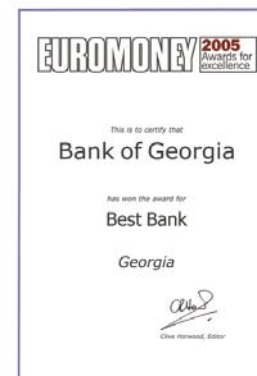 EUROMONEY 2005
Awards for
excellence
This is to certify that
Bank of Georgia
has won the award for
Best Bank
Georgia
Clive Horwood, Editor